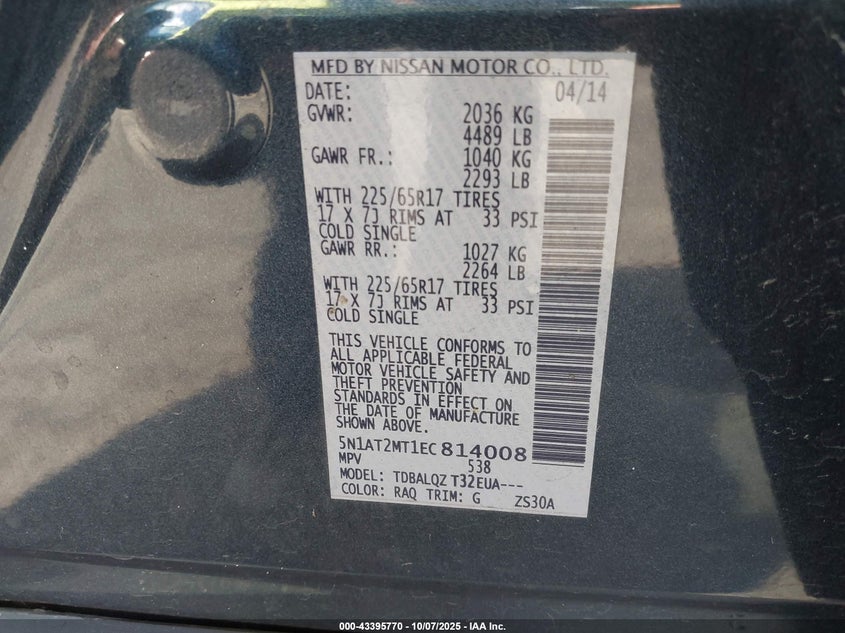 MFD BY NISSAN MOTOR CO., LTD.
DATE: 04/14
GVWR: 2036 KG
4489 LB
GAWR FR.: 1040 KG
2293 LB
WITH 225/65R17 TIRES
17 X 7J RIMS AT 33 PSI
COLD SINGLE
GAWR RR.: 1027 KG
2264 LB
WITH 225/65R17 TIRES
17 X 7J RIMS AT 33 PSI
COLD SINGLE
THIS VEHICLE CONFORMS TO
ALL APPLICABLE FEDERAL
MOTOR VEHICLE SAFETY AND
THEFT PREVENTION
STANDARDS IN EFFECT ON
THE DATE OF MANUFACTURE
SHOWN ABOVE.
5N1AT2MT1EC814008
MPV 538
MODEL: TDBALQZ T32EUA---
COLOR: RAQ TRIM: G ZS30A
000-43395770 - 10/07/2025 - IAA Inc.